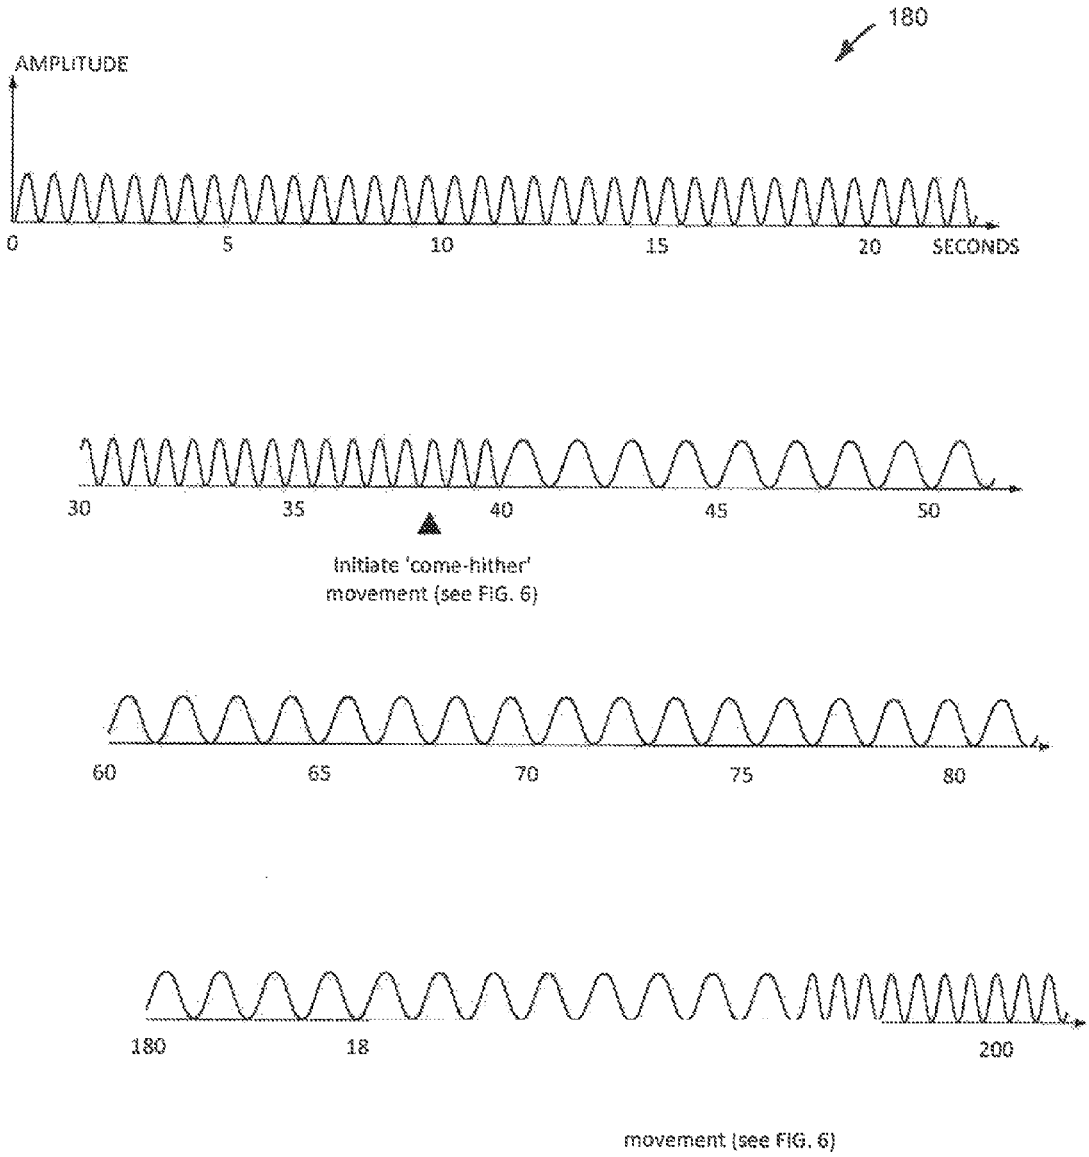 180
AMPLITUDE
0 5 10 15 20 SECONDS
30 35 40 45 50
Initiate 'come-hither'
movement (see FIG. 6)
60 65 70 75 80
180 18 200
movement (see FIG. 6)